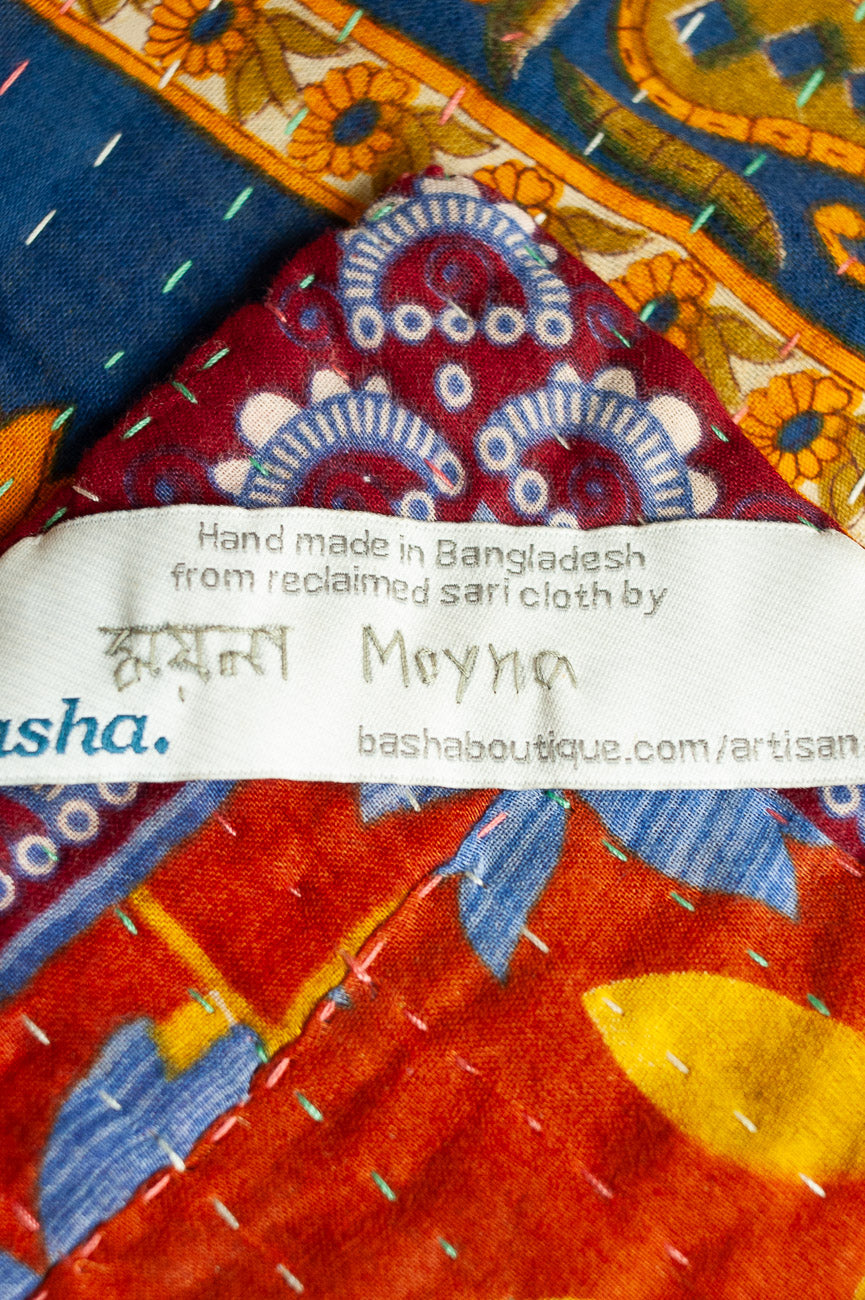 Hand made in Bangladesh
from reclaimed sari cloth by
ময়না Moyna
asha.
bashaboutique.com/artisan